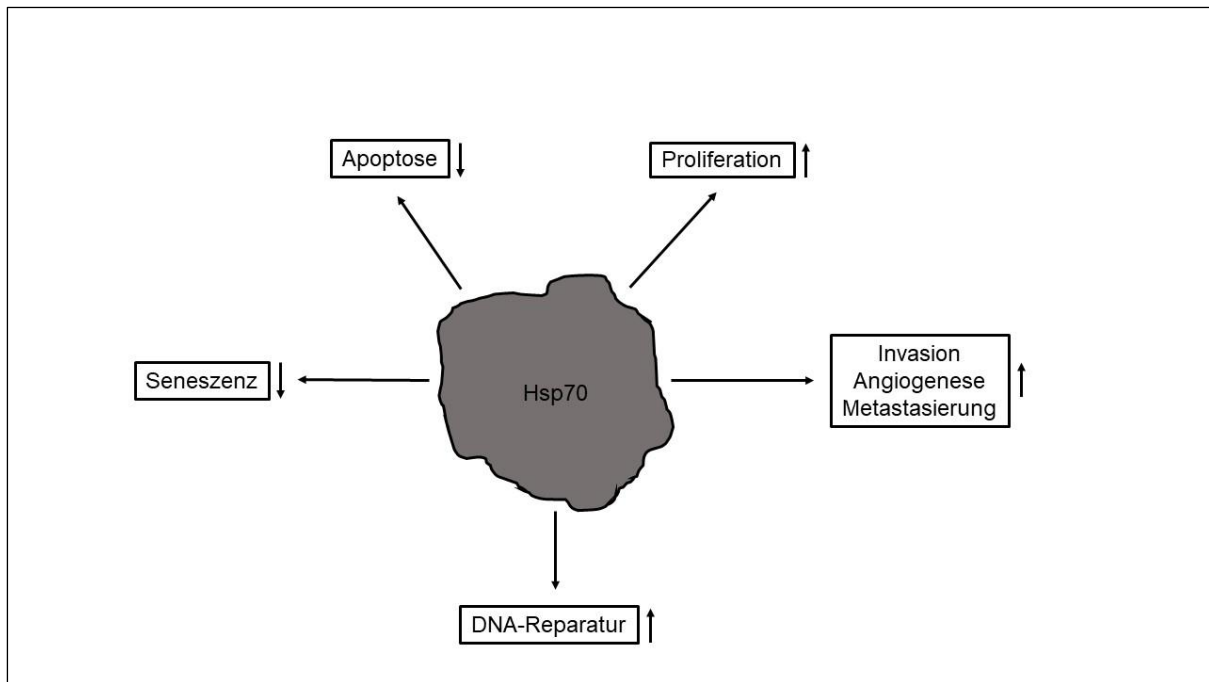 Apoptose
Proliferation
Seneszenz
Hsp70
Invasion
Angiogenese
Metastasierung
DNA-Reparatur